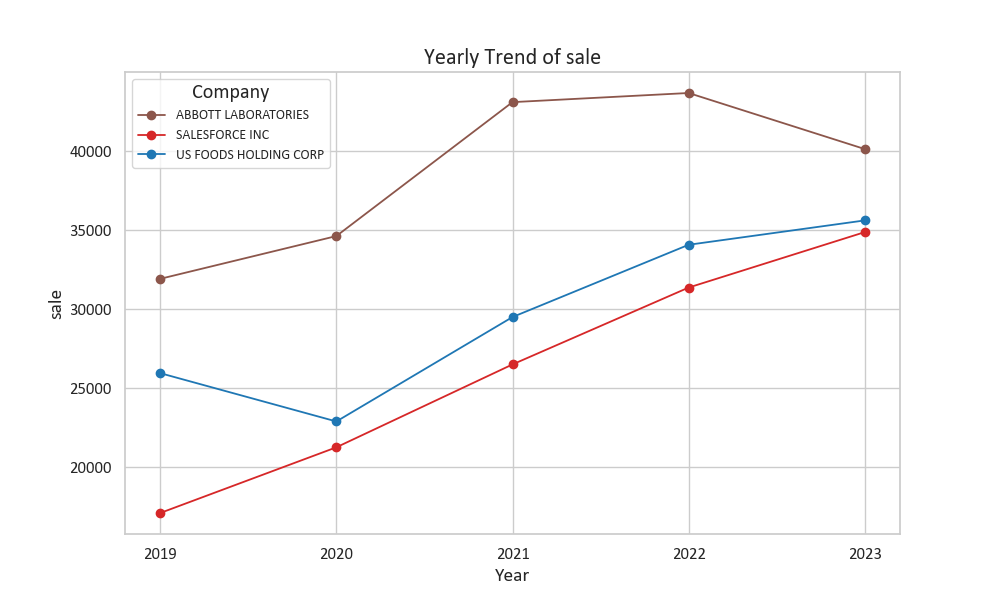 Yearly Trend of sale
Company
ABBOTT LABORATORIES
SALESFORCE INC
US FOODS HOLDING CORP
40000
35000
30000
25000
20000
sale
2019 2020 2021 2022 2023
Year